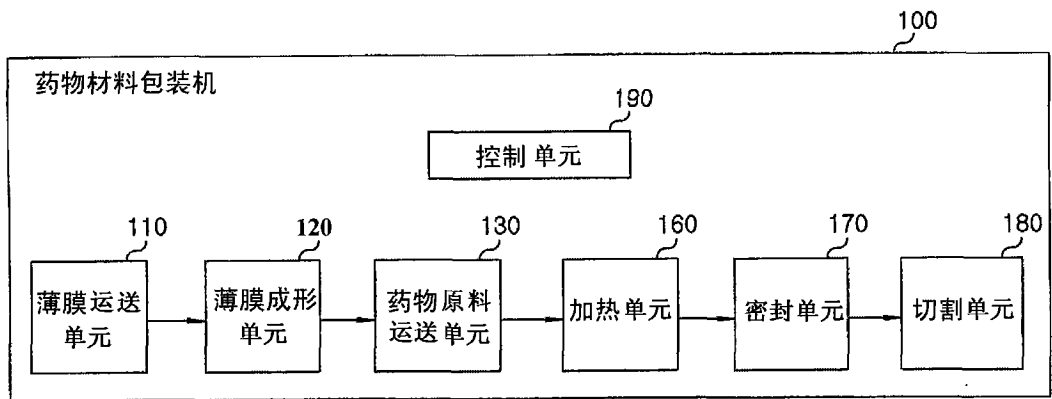 100
药物材料包装机
190
控制单元
110
120
130
160
170
180
薄膜运送
单元
薄膜成形
单元
药物原料
运送单元
加热单元
密封单元
切割单元